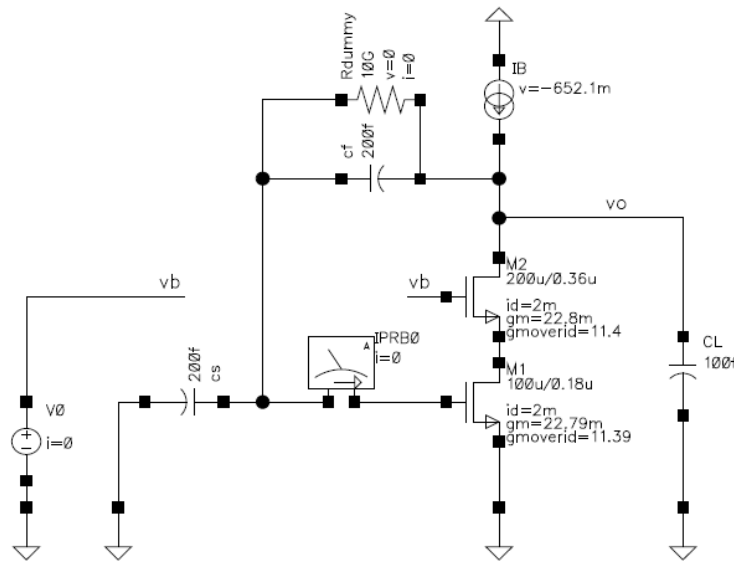 Rdummy
10G
v=0
i=0
IB
v=-652.1m
cf
200f
vo
vb
vb
M2
200u/0.36u
id=2m
gm=22.8m
gmoverid=11.4
IPRB0
A
i=0
200f
cs
CL
100f
M1
100u/0.18u
id=2m
gm=22.79m
gmoverid=11.39
V0
i=0